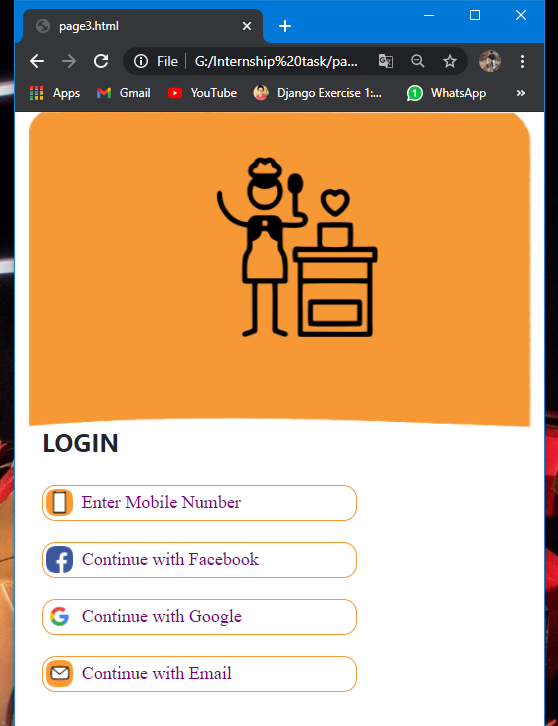 page3.html
File
G:/Internship%20task/pa...
Apps
Gmail
YouTube
Django Exercise 1:...
1
WhatsApp
LOGIN
Enter Mobile Number
Continue with Facebook
Continue with Google
Continue with Email